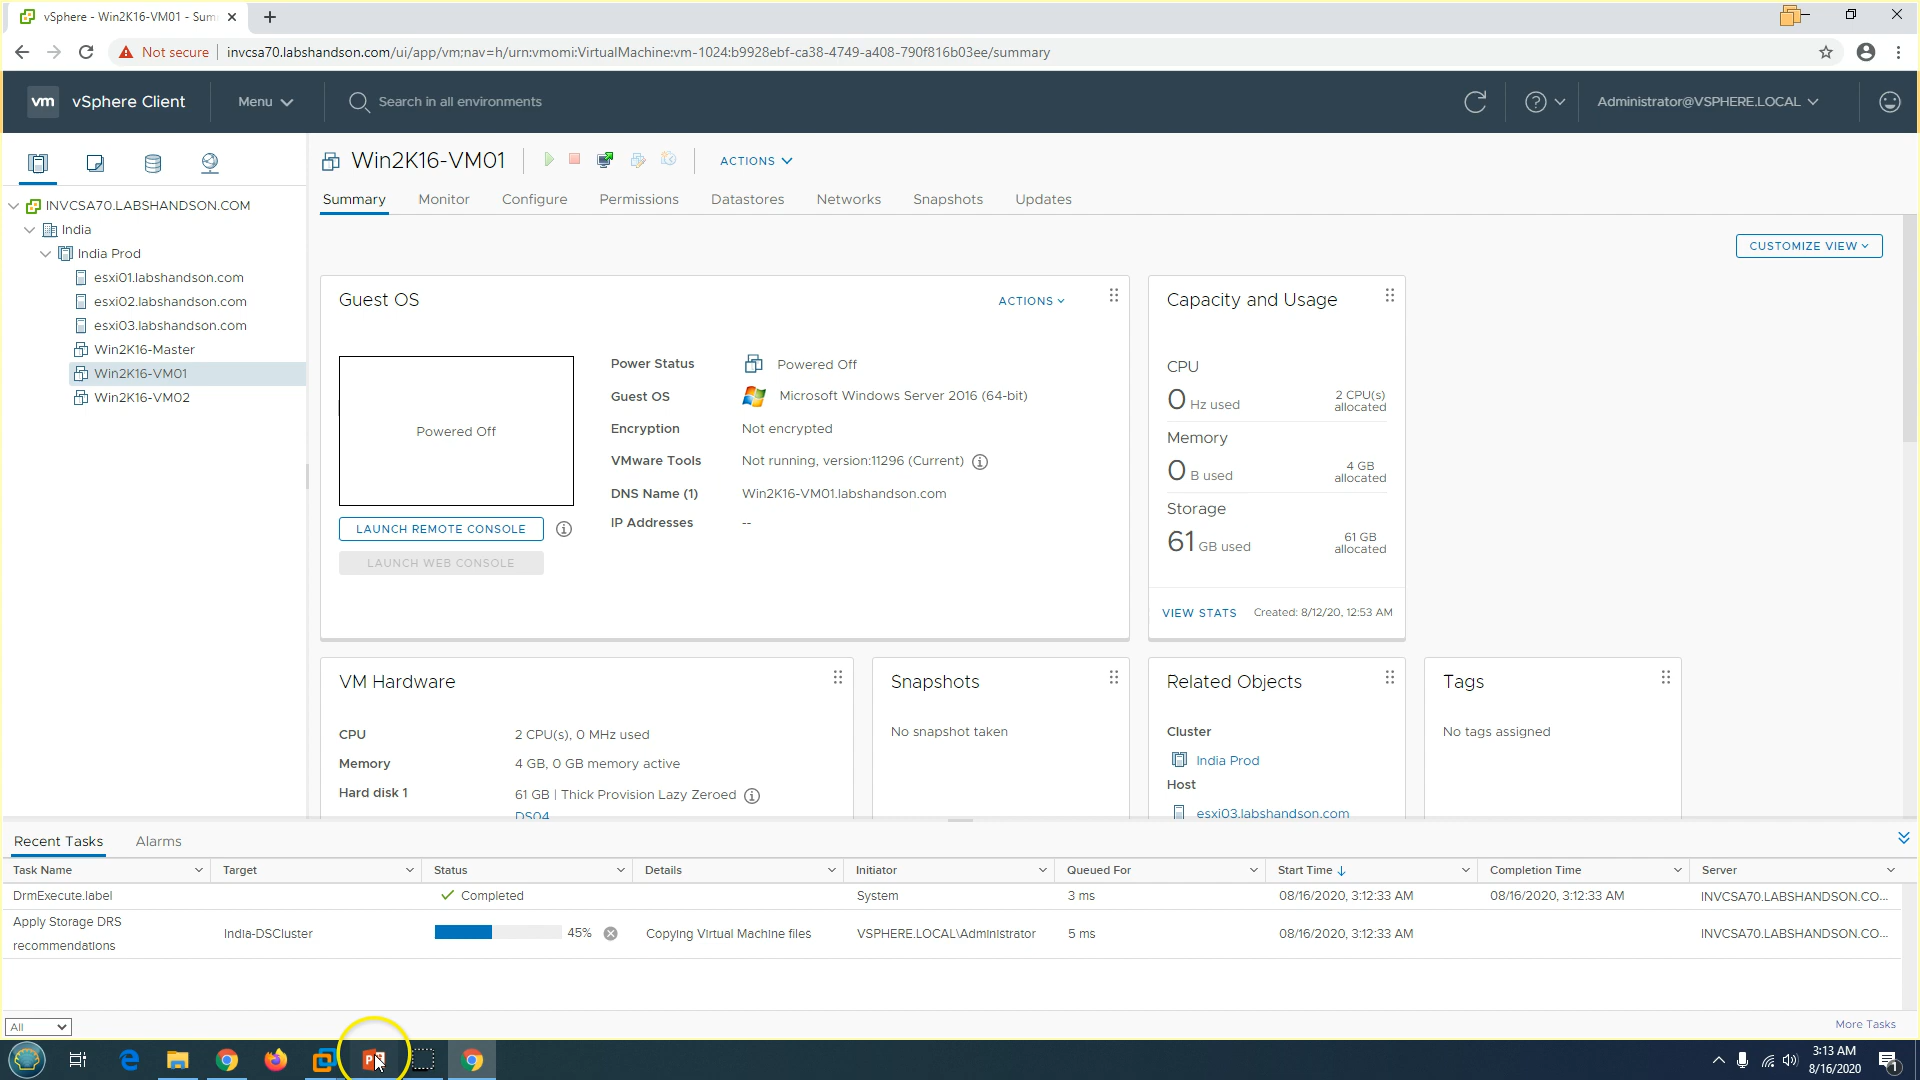 vSphere - Win2K16-VM01 - Sum
Not secure
invcsa70.labshandson.com/ui/app/vm;nav=h/urn:vmomi:VirtualMachine:vm-1024:b9928ebf-ca38-4749-a408-790f816b03ee/summary
vm vSphere Client
Menu
Search in all environments
Administrator@VSPHERE.LOCAL
INVCSA70.LABSHANDSON.COM
India
India Prod
esxi01.labshandson.com
esxi02.labshandson.com
esxi03.labshandson.com
Win2K16-Master
Win2K16-VM01
Win2K16-VM02
Win2K16-VM01
ACTIONS
Summary Monitor Configure Permissions Datastores Networks Snapshots Updates
CUSTOMIZE VIEW
Guest OS
ACTIONS
Powered Off
LAUNCH REMOTE CONSOLE
LAUNCH WEB CONSOLE
Power Status Powered Off
Guest OS Microsoft Windows Server 2016 (64-bit)
Encryption Not encrypted
VMware Tools Not running, version:11296 (Current)
DNS Name (1) Win2K16-VM01.labshandson.com
IP Addresses --
Capacity and Usage
CPU
0 Hz used 2 CPU(s) allocated
Memory
0 B used 4 GB allocated
Storage
61 GB used 61 GB allocated
VIEW STATS Created: 8/12/20, 12:53 AM
VM Hardware
CPU 2 CPU(s), 0 MHz used
Memory 4 GB, 0 GB memory active
Hard disk 1 61 GB | Thick Provision Lazy Zeroed
DS04
Snapshots
No snapshot taken
Related Objects
Cluster
India Prod
Host
esxi03.labshandson.com
Tags
No tags assigned
Recent Tasks Alarms
Task Name Target Status Details Initiator Queued For Start Time Completion Time Server
DrmExecute.label Completed System 3 ms 08/16/2020, 3:12:33 AM 08/16/2020, 3:12:33 AM INVCSA70.LABSHANDSON.CO...
Apply Storage DRS recommendations India-DSCluster 45% Copying Virtual Machine files VSPHERE.LOCAL\Administrator 5 ms 08/16/2020, 3:12:33 AM INVCSA70.LABSHANDSON.CO...
All
More Tasks
3:13 AM
8/16/2020
1